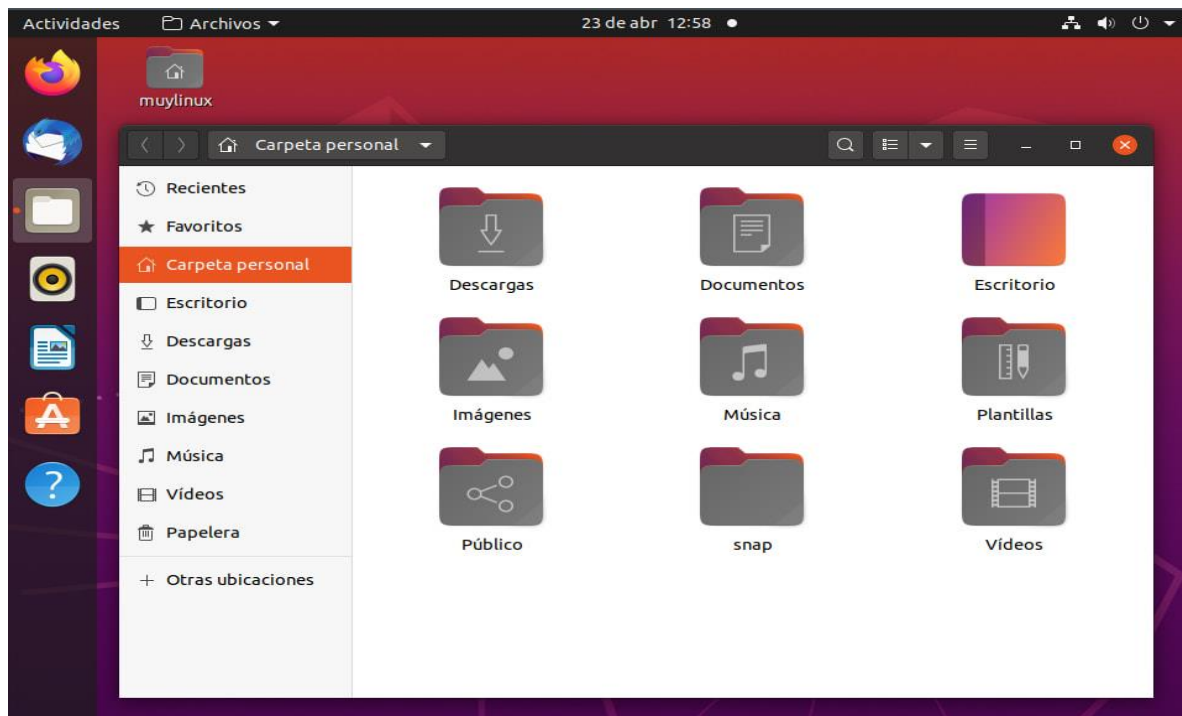 Actividades Archivos 23 de abr 12:58
muylinux
Carpeta personal
Recientes
Favoritos
Carpeta personal
Escritorio
Descargas
Documentos
Imágenes
Música
Vídeos
Papelera
Otras ubicaciones
Descargas Documentos Escritorio
Imágenes Música Plantillas
Público snap Vídeos